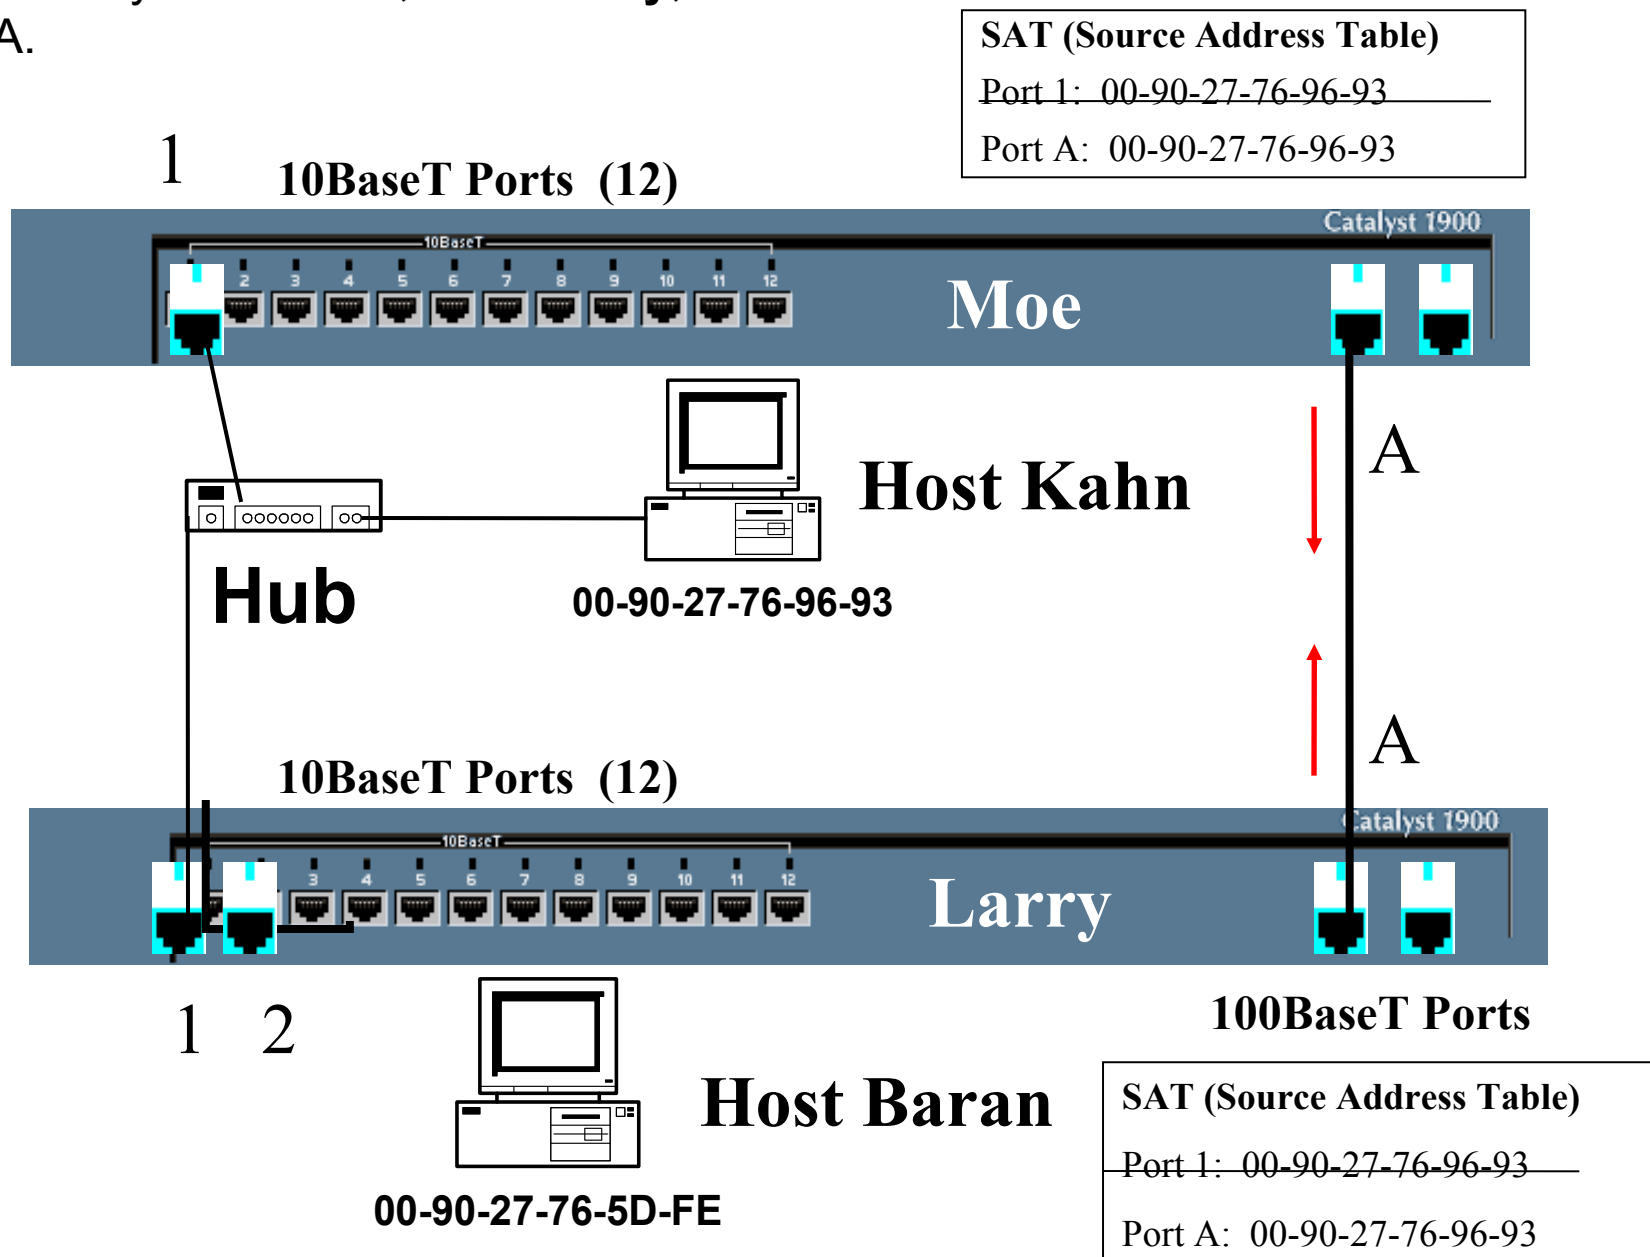 A.
SAT (Source Address Table)
Port 1: 00-90-27-76-96-93
Port A: 00-90-27-76-96-93
1
10BaseT Ports (12)
Catalyst 1900
10BaseT
2 3 4 5 6 7 8 9 10 11 12
Moe
A
Host Kahn
Hub
00-90-27-76-96-93
A
10BaseT Ports (12)
Catalyst 1900
10BaseT
3 4 5 6 7 8 9 10 11 12
Larry
1 2
100BaseT Ports
Host Baran
SAT (Source Address Table)
Port 1: 00-90-27-76-96-93
00-90-27-76-5D-FE
Port A: 00-90-27-76-96-93